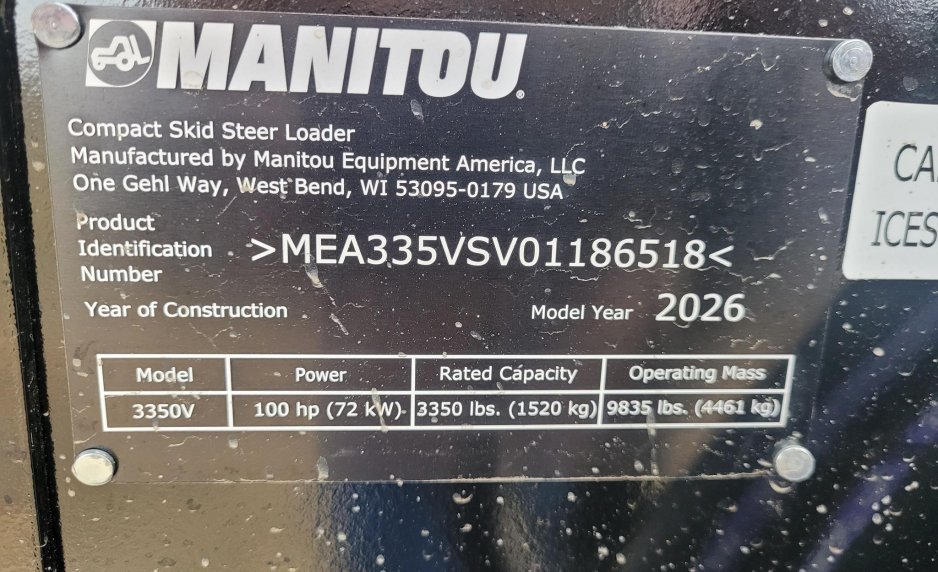 MANITOU®
Compact Skid Steer Loader
Manufactured by Manitou Equipment America, LLC
One Gehl Way, West Bend, WI 53095-0179 USA
Product
Identification
Number
>MEA335VSV01186518<
Year of Construction
Model Year 2026
Model Power Rated Capacity Operating Mass
3350V 100 hp (72 kW) 3350 lbs. (1520 kg) 9835 lbs. (4461 kg)
CA
ICES